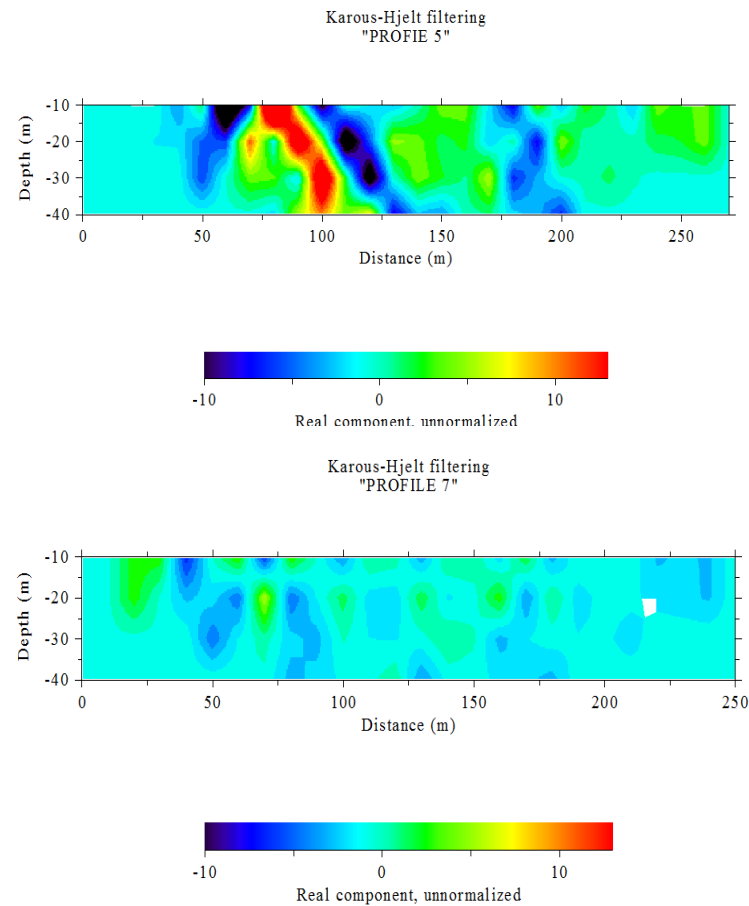 Karous-Hjelt filtering
"PROFIE 5"
-10
-20
-30
-40
Depth (m)
0 50 100 150 200 250
Distance (m)
-10 0 10
Real component, unnormalized
Karous-Hjelt filtering
"PROFILE 7"
-10
-20
-30
-40
Depth (m)
0 50 100 150 200 250
Distance (m)
-10 0 10
Real component, unnormalized